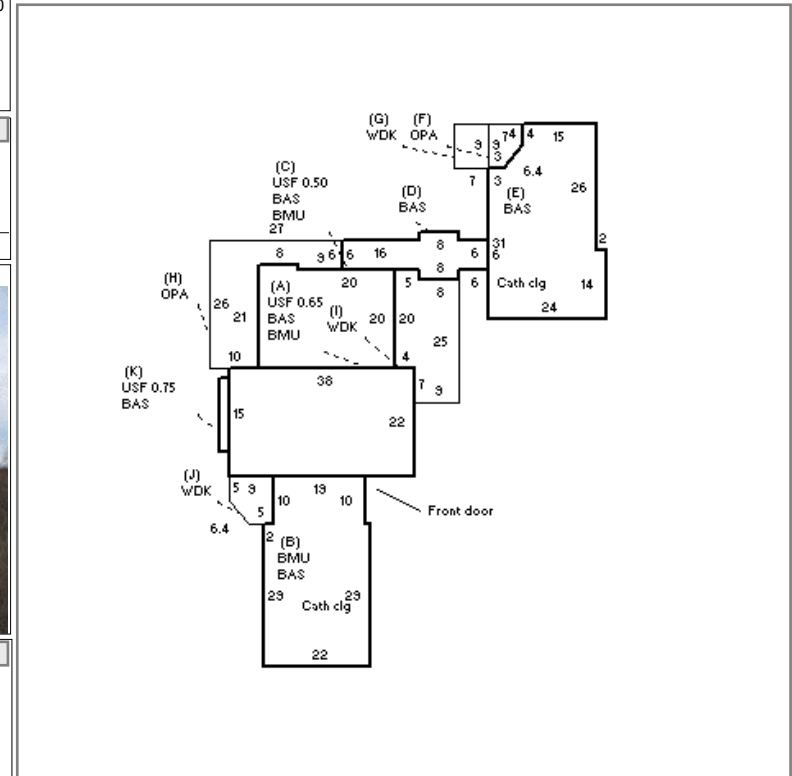 (G) (F)
WDK OPA
9 9 7 4 4 15
3
6.4
7 3
(E)
BAS
26
(C)
USF 0.50
BAS
BMU
(D)
BAS
27
8 9 6 6 16 8 6 31 2
6
8
20 5 8 6 Cath clg 14
24
(H)
OPA
26
21
(A)
USF 0.65
BAS
BMU
(I)
WDK
20 20
25
10 4
(K)
USF 0.75
BAS
38
7 9
15
22
(J)
WDK
5 9 10 19 10
5
6.4
Front door
2
(B)
BMU
BAS
29 29
Cath clg
22